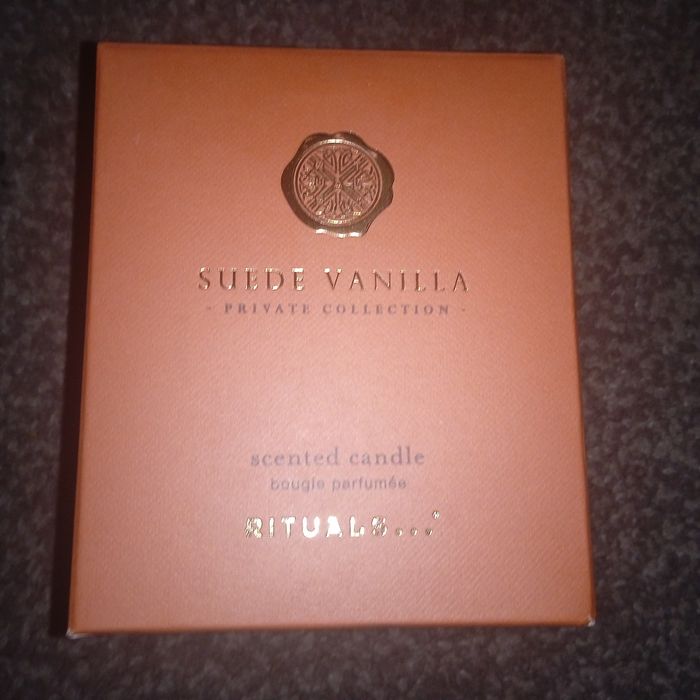 SUEDE VANILLA
- PRIVATE COLLECTION -
scented candle
bougie parfumée
RITUALS...®